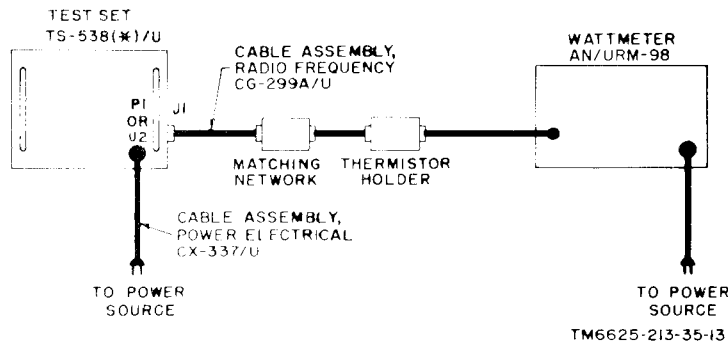 TEST SET
TS-538(*)/U
CABLE ASSEMBLY,
RADIO FREQUENCY
CG-299A/U
WATTMETER
AN/URM-98
P1
OR
J2
J1
MATCHING
NETWORK
THERMISTOR
HOLDER
CABLE ASSEMBLY,
POWER ELECTRICAL
CX-337/U
TO POWER
SOURCE
TO POWER
SOURCE
TM6625-213-35-13